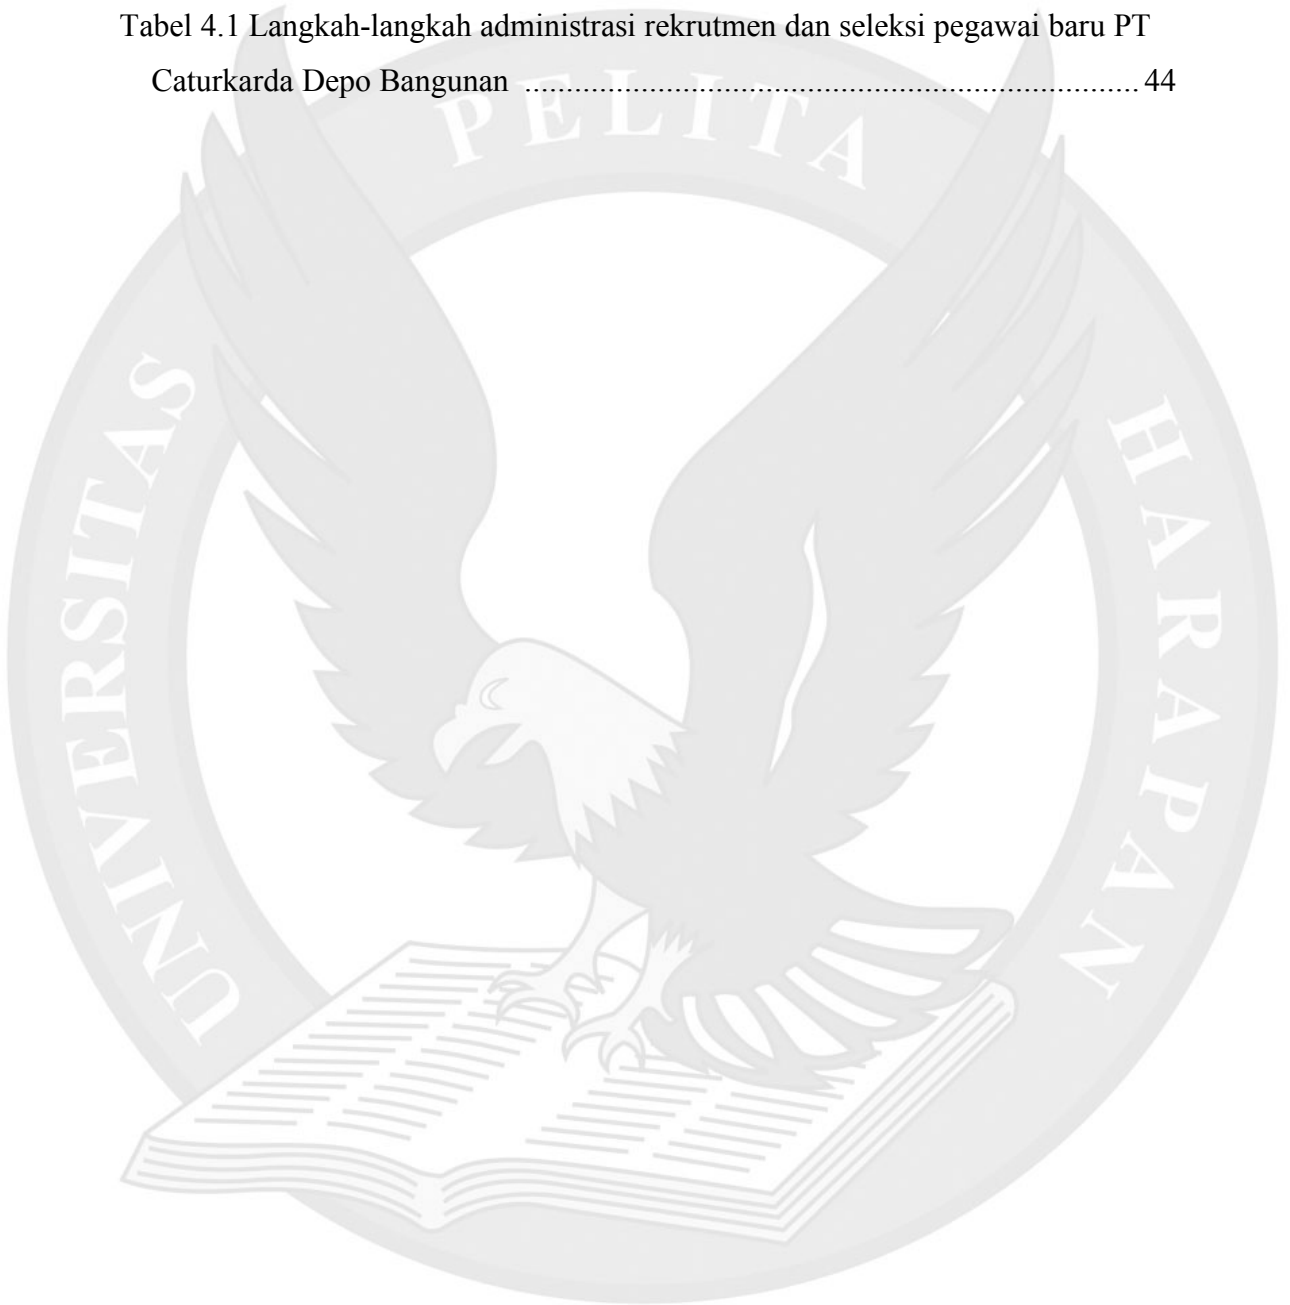 Tabel 4.1 Langkah-langkah administrasi rekrutmen dan seleksi pegawai baru PT
Caturkarda Depo Bangunan .............................................................. 44
UNIVERSITAS PELITA HARAPAN